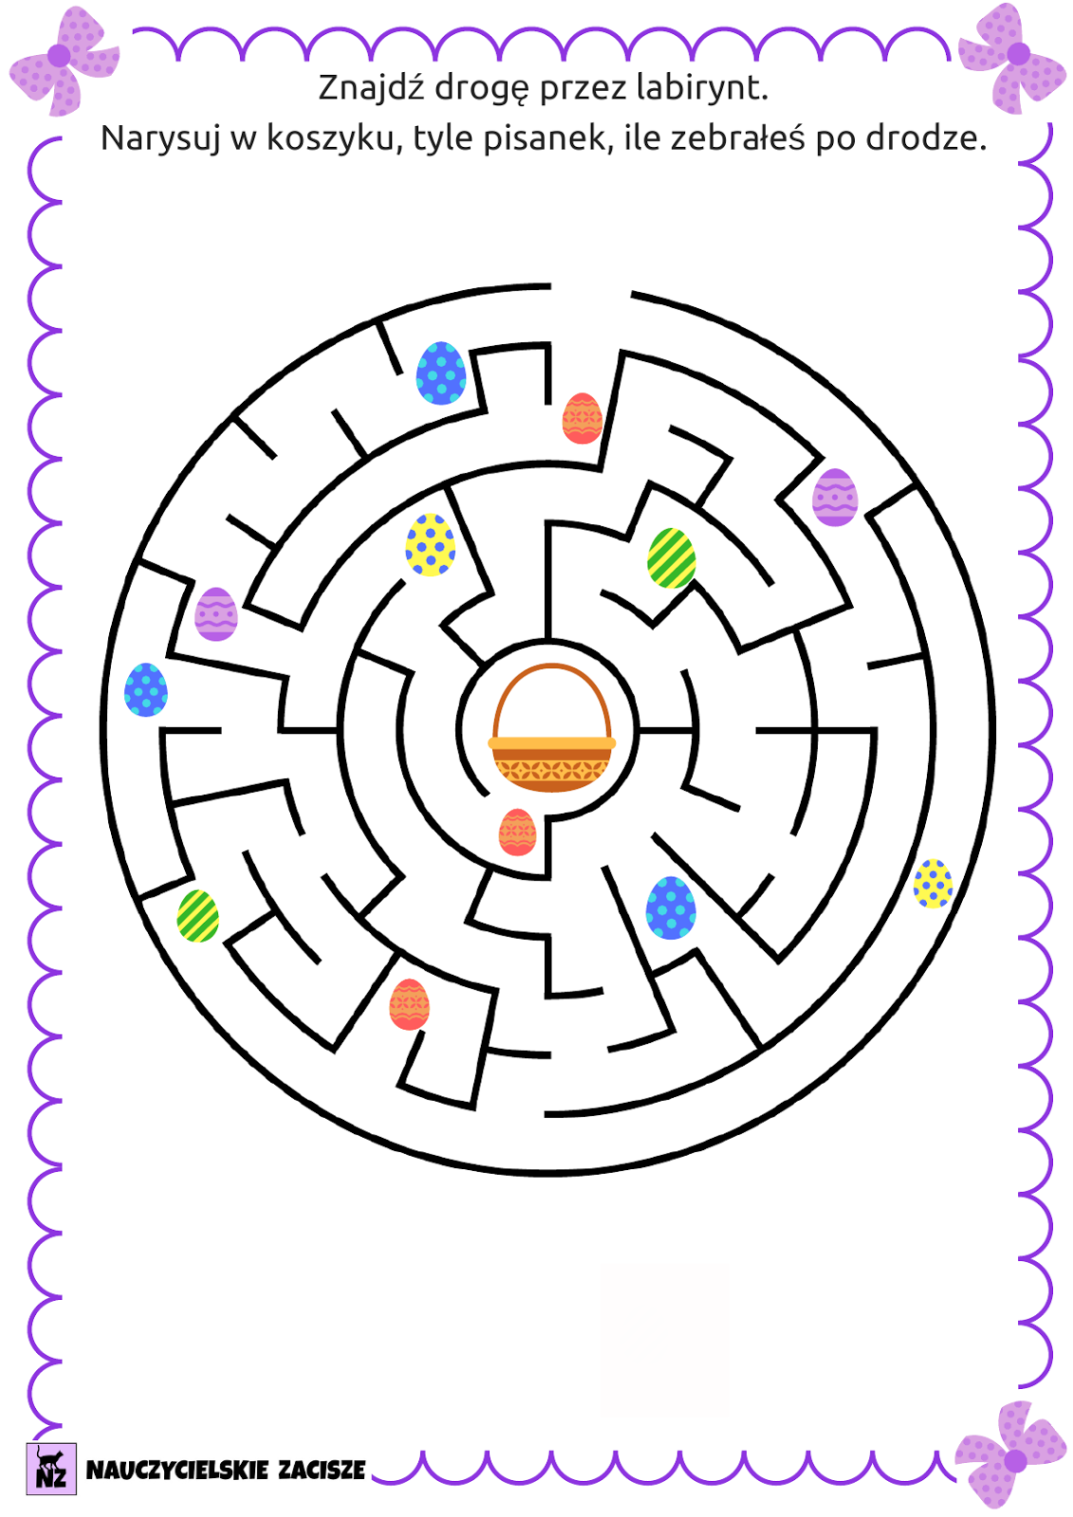 Znajdź drogę przez labirynt.
Narysuj w koszyku, tyle pisanek, ile zebrałeś po drodze.
NZ
NAUCZYCIELSKIE ZACISZE